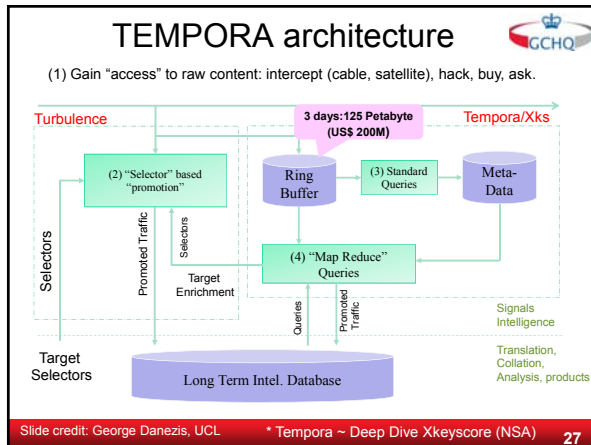 TEMPORA architecture
GCHQ
(1) Gain “access” to raw content: intercept (cable, satellite), hack, buy, ask.
Turbulence
3 days:125 Petabyte
(US$ 200M)
Tempora/Xks
(2) “Selector” based
“promotion”
Ring
Buffer
(3) Standard
Queries
Meta-
Data
Selectors
Promoted Traffic
Selectors
Target
Enrichment
(4) “Map Reduce”
Queries
Queries
Promoted
Traffic
Signals
Intelligence
Target
Selectors
Long Term Intel. Database
Translation,
Collation,
Analysis, products
Slide credit: George Danezis, UCL
* Tempora ~ Deep Dive Xkeyscore (NSA)
27